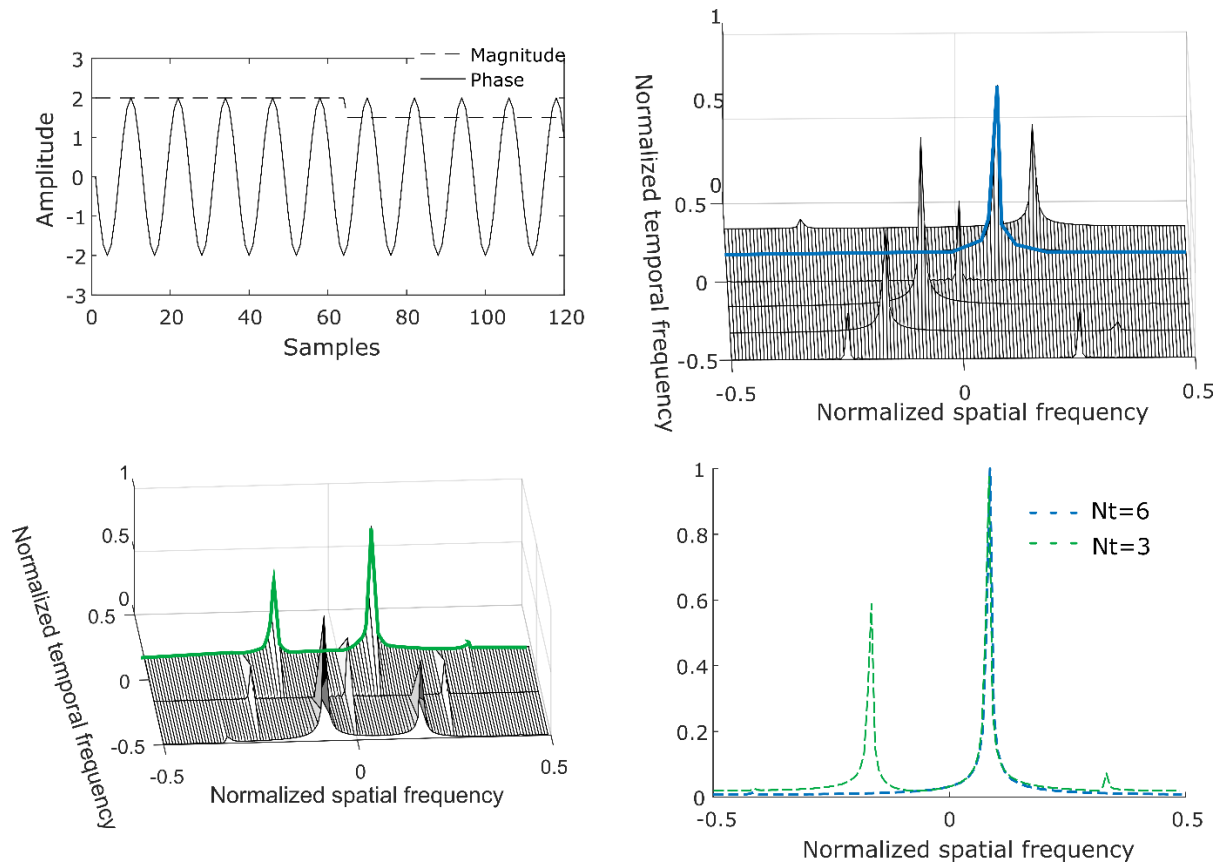 3
2
1
0
-1
-2
-3
Amplitude
0 20 40 60 80 100 120
Samples
Magnitude
Phase
1
0.5
0
0.5
0
-0.5
Normalized temporal frequency
-0.5 0 0.5
Normalized spatial frequency
1
0.5
0
0.5
0
-0.5
Normalized temporal frequency
-0.5 0 0.5
Normalized spatial frequency
1
0.8
0.6
0.4
0.2
0
Nt=6
Nt=3
-0.5 0 0.5
Normalized spatial frequency